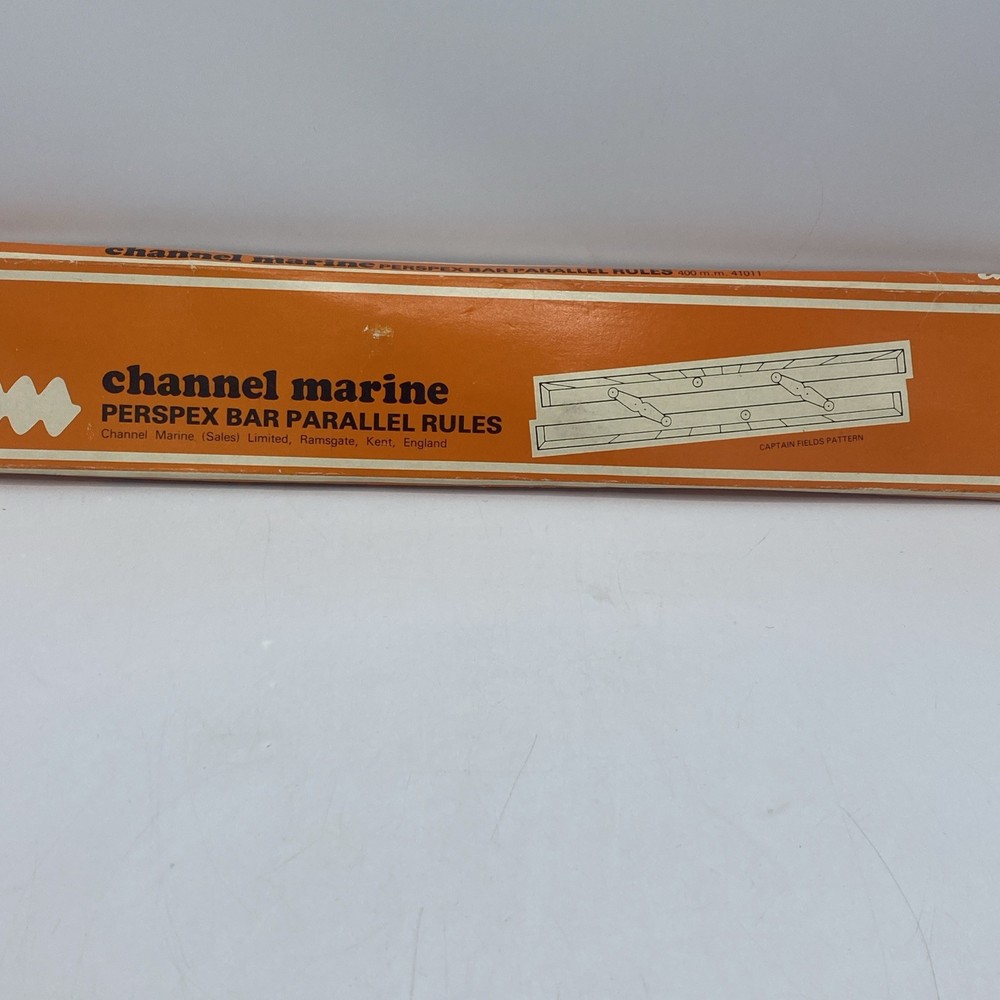 channel marine PERSPEX BAR PARALLEL RULES 400 m.m. 41011
channel marine
PERSPEX BAR PARALLEL RULES
Channel Marine (Sales) Limited, Ramsgate, Kent, England
CAPTAIN FIELDS PATTERN